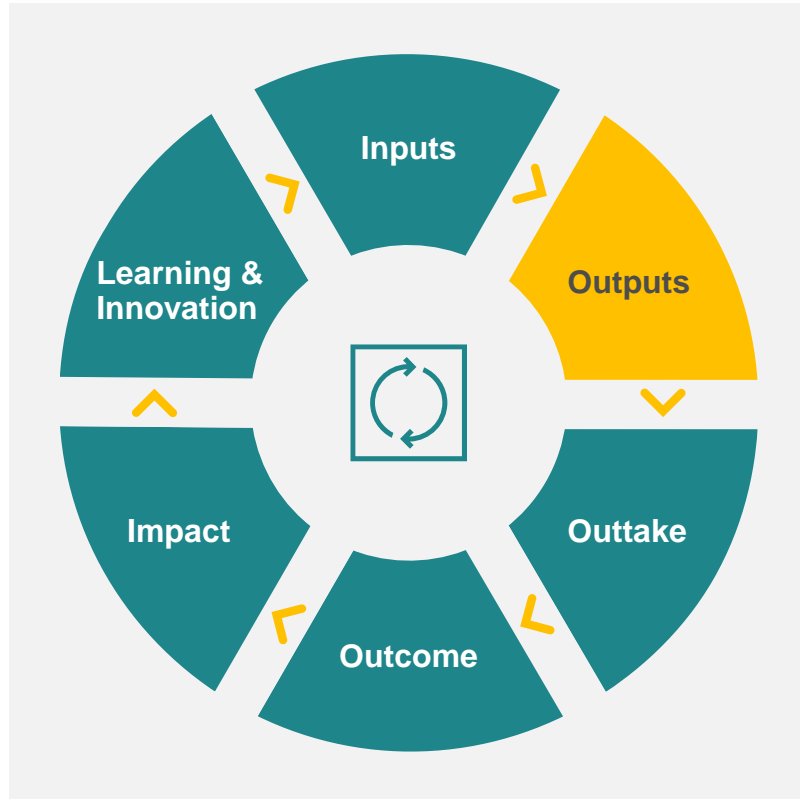 Inputs
Outputs
Outtake
Outcome
Impact
Learning &
Innovation